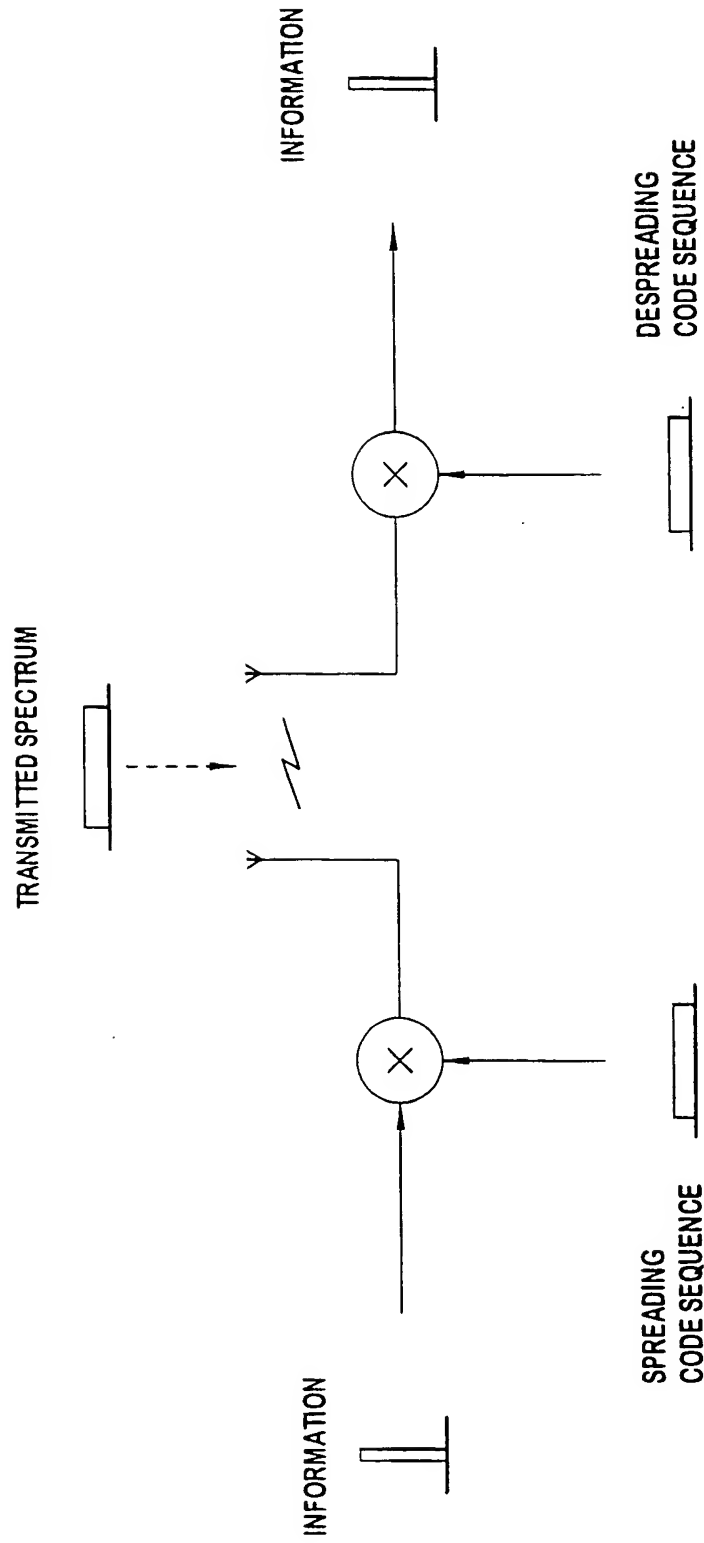 TRANSMITTED SPECTRUM
INFORMATION
INFORMATION
SPREADING
CODE SEQUENCE
DESPREADING
CODE SEQUENCE